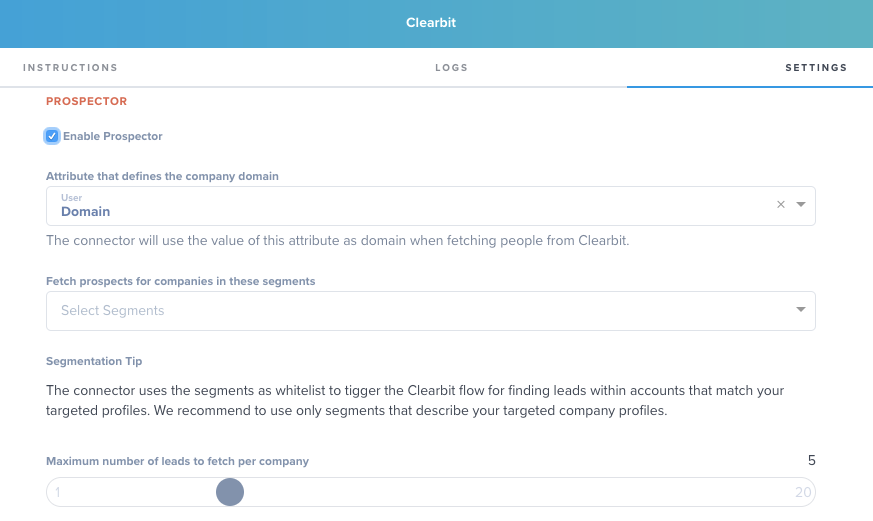 Clearbit
INSTRUCTIONS
LOGS
SETTINGS
PROSPECTOR
Enable Prospector
Attribute that defines the company domain
User
Domain
The connector will use the value of this attribute as domain when fetching people from Clearbit.
Fetch prospects for companies in these segments
Select Segments
Segmentation Tip
The connector uses the segments as whitelist to tigger the Clearbit flow for finding leads within accounts that match your
targeted profiles. We recommend to use only segments that describe your targeted company profiles.
Maximum number of leads to fetch per company
5
1
20